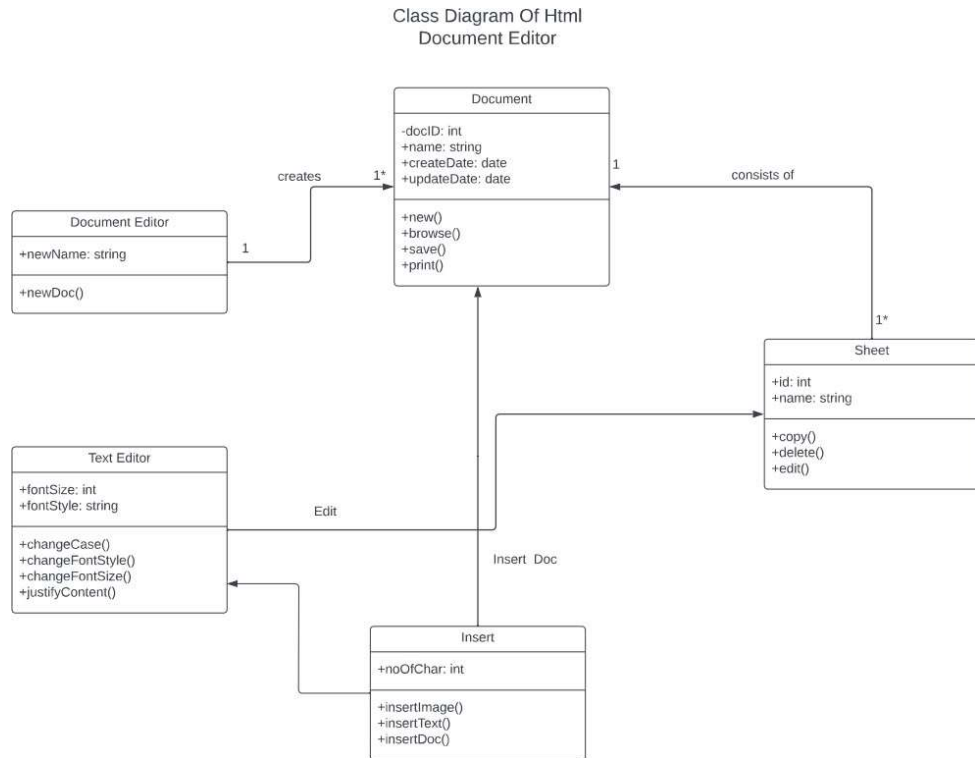 Class Diagram Of Html
Document Editor
Document
-docID: int
+name: string
+createDate: date
+updateDate: date
+new()
+browse()
+save()
+print()
creates
1*
1
consists of
Document Editor
+newName: string
+newDoc()
1
1*
Sheet
+id: int
+name: string
+copy()
+delete()
+edit()
Text Editor
+fontSize: int
+fontStyle: string
+changeCase()
+changeFontStyle()
+changeFontSize()
+justifyContent()
Edit
Insert Doc
Insert
+noOfChar: int
+insertImage()
+insertText()
+insertDoc()